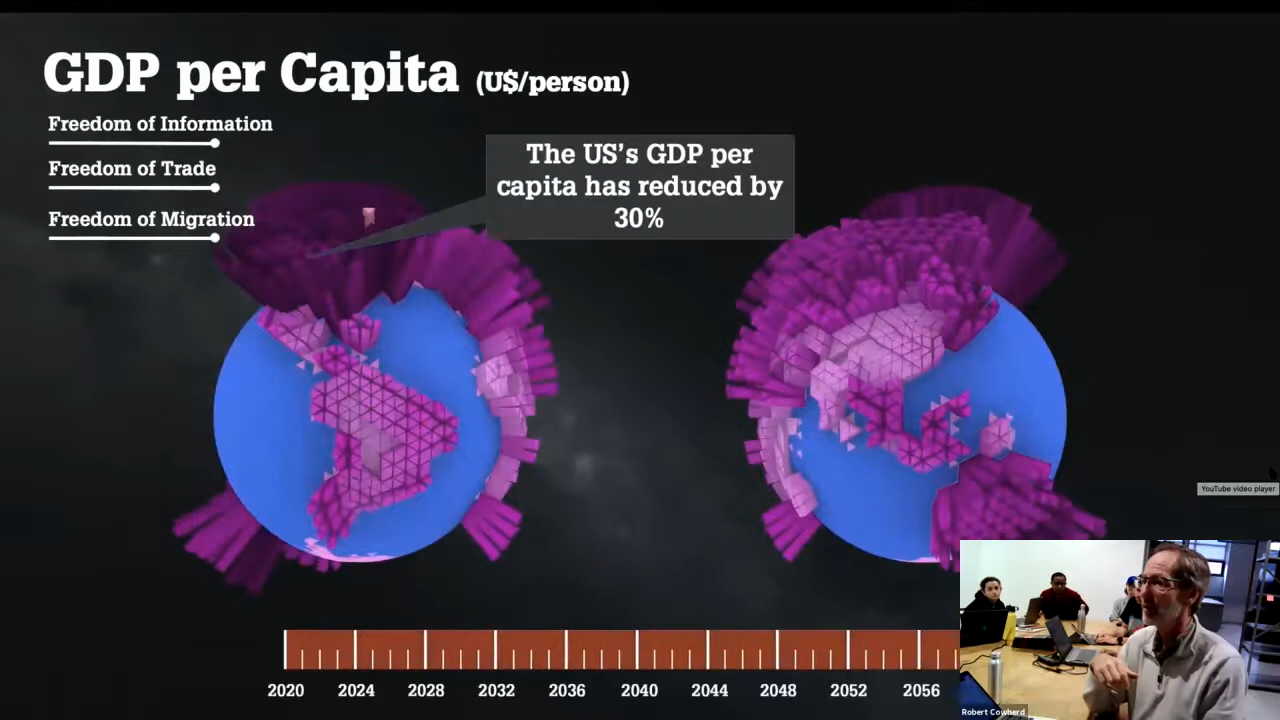 GDP per Capita (U$/person)
Freedom of Information
Freedom of Trade
Freedom of Migration
The US's GDP per
capita has reduced by
30%
YouTube video player
2020 2024 2028 2032 2036 2040 2044 2048 2052 2056
Robert Cowherd